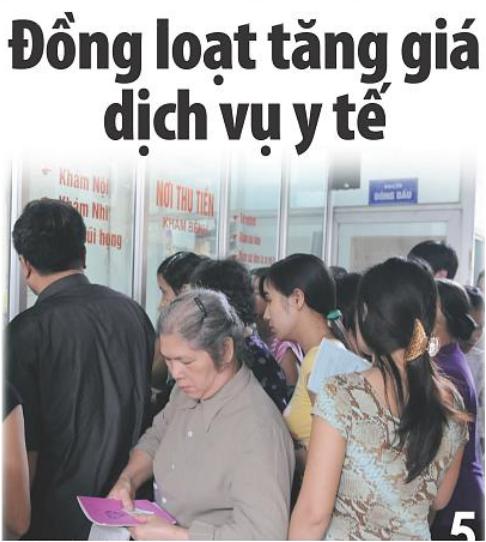 Đồng loạt tăng giá
dịch vụ y tế
Khám Nội
Khám Nhi
ũi họng
NƠI THU TIỀN
KHÁM BỆNH
ĐÓNG DẤU
5